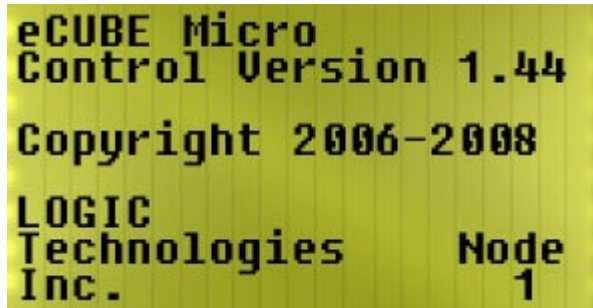 eCUBE Micro
Control Version 1.44
Copyright 2006-2008
LOGIC
Technologies Node
Inc. 1